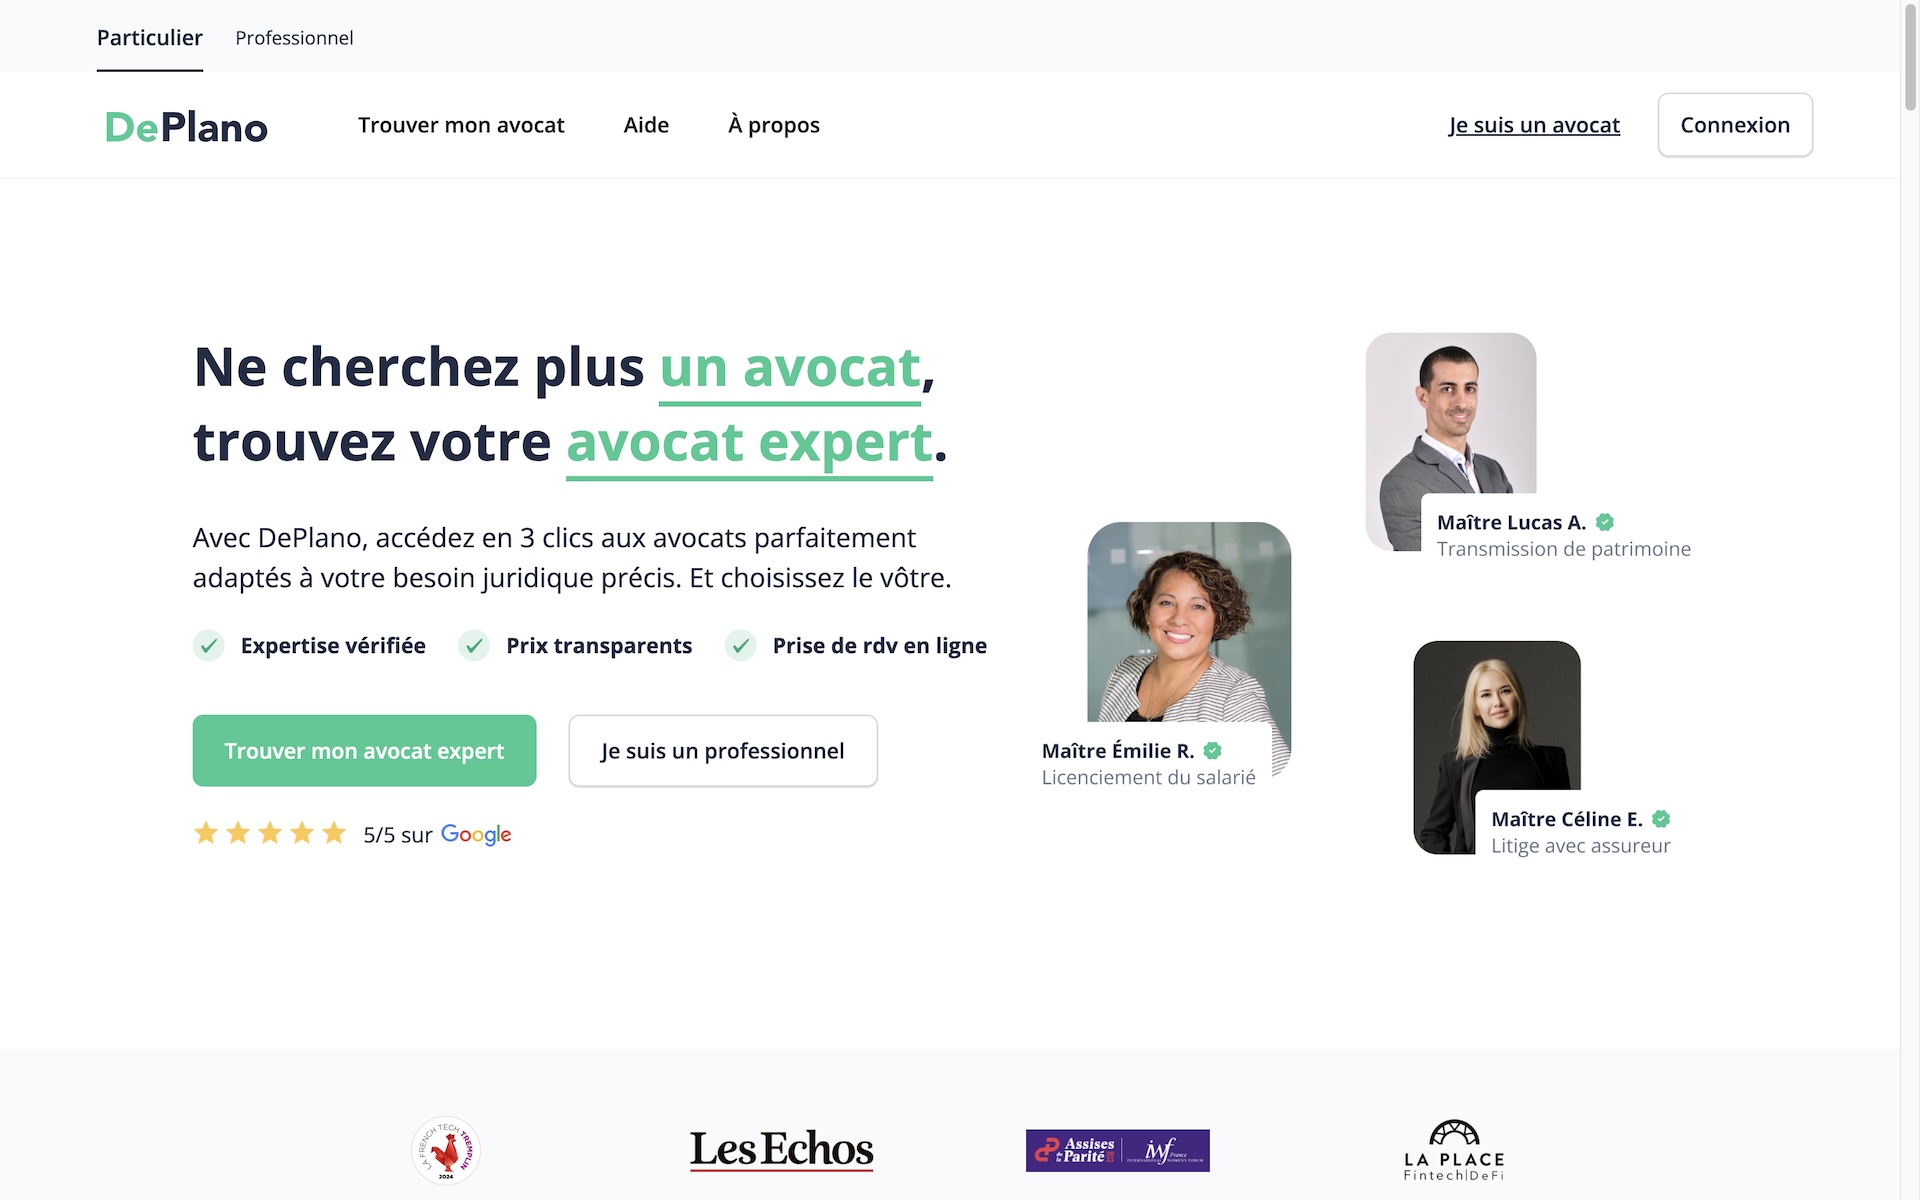 Particulier Professionnel
DePlano Trouver mon avocat Aide À propos Je suis un avocat Connexion
Ne cherchez plus un avocat,
trouvez votre avocat expert.
Avec DePlano, accédez en 3 clics aux avocats parfaitement
adaptés à votre besoin juridique précis. Et choisissez le vôtre.
Expertise vérifiée Prix transparents Prise de rdv en ligne
Trouver mon avocat expert Je suis un professionnel
5/5 sur Google
Maître Lucas A.
Transmission de patrimoine
Maître Émilie R.
Licenciement du salarié
Maître Céline E.
Litige avec assureur
LA FRENCH TECH TREMPLIN
2024
Les Echos
Assises
de la Parité
iwf France
INTERNATIONAL WOMEN'S FORUM
LA PLACE
Fintech|DeFi